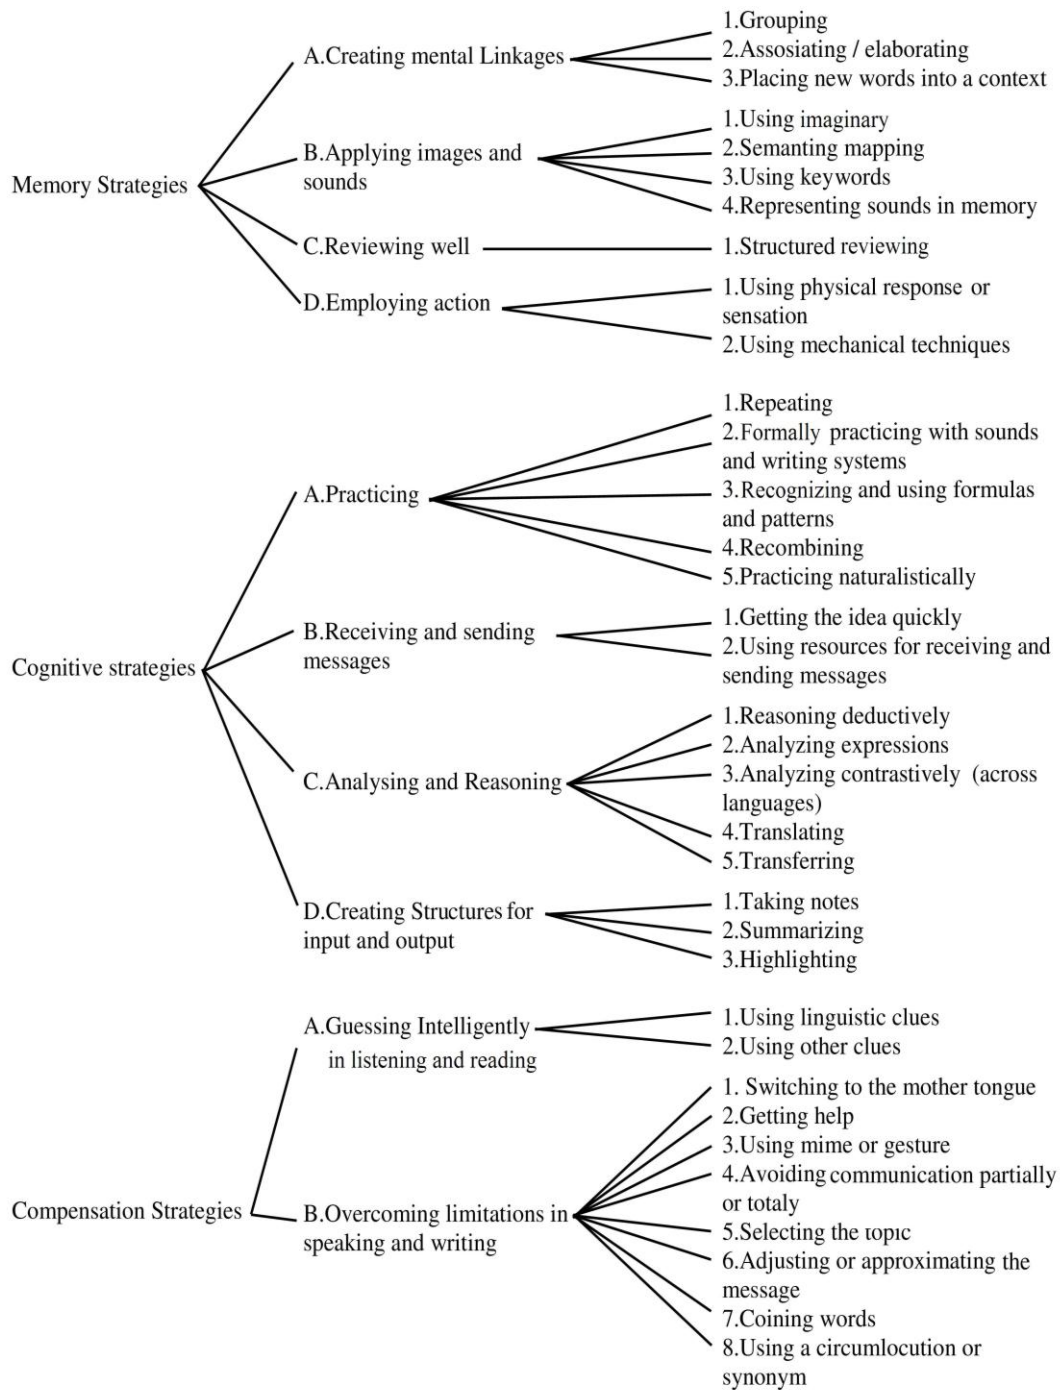 Memory Strategies
A.Creating mental Linkages
1.Grouping
2.Assosiating / elaborating
3.Placing new words into a context
B.Applying images and
sounds
1.Using imaginary
2.Semanting mapping
3.Using keywords
4.Representing sounds in memory
C.Reviewing well
1.Structured reviewing
D.Employing action
1.Using physical response or
sensation
2.Using mechanical techniques
Cognitive strategies
A.Practicing
1.Repeating
2.Formally practicing with sounds
and writing systems
3.Recognizing and using formulas
and patterns
4.Recombining
5.Practicing naturalistically
B.Receiving and sending
messages
1.Getting the idea quickly
2.Using resources for receiving and
sending messages
C.Analysing and Reasoning
1.Reasoning deductively
2.Analyzing expressions
3.Analyzing contrastively (across
languages)
4.Translating
5.Transferring
D.Creating Structures for
input and output
1.Taking notes
2.Summarizing
3.Highlighting
Compensation Strategies
A.Guessing Intelligently
in listening and reading
1.Using linguistic clues
2.Using other clues
B.Overcoming limitations in
speaking and writing
1. Switching to the mother tongue
2.Getting help
3.Using mime or gesture
4.Avoiding communication partially
or totaly
5.Selecting the topic
6.Adjusting or approximating the
message
7.Coining words
8.Using a circumlocution or
synonym